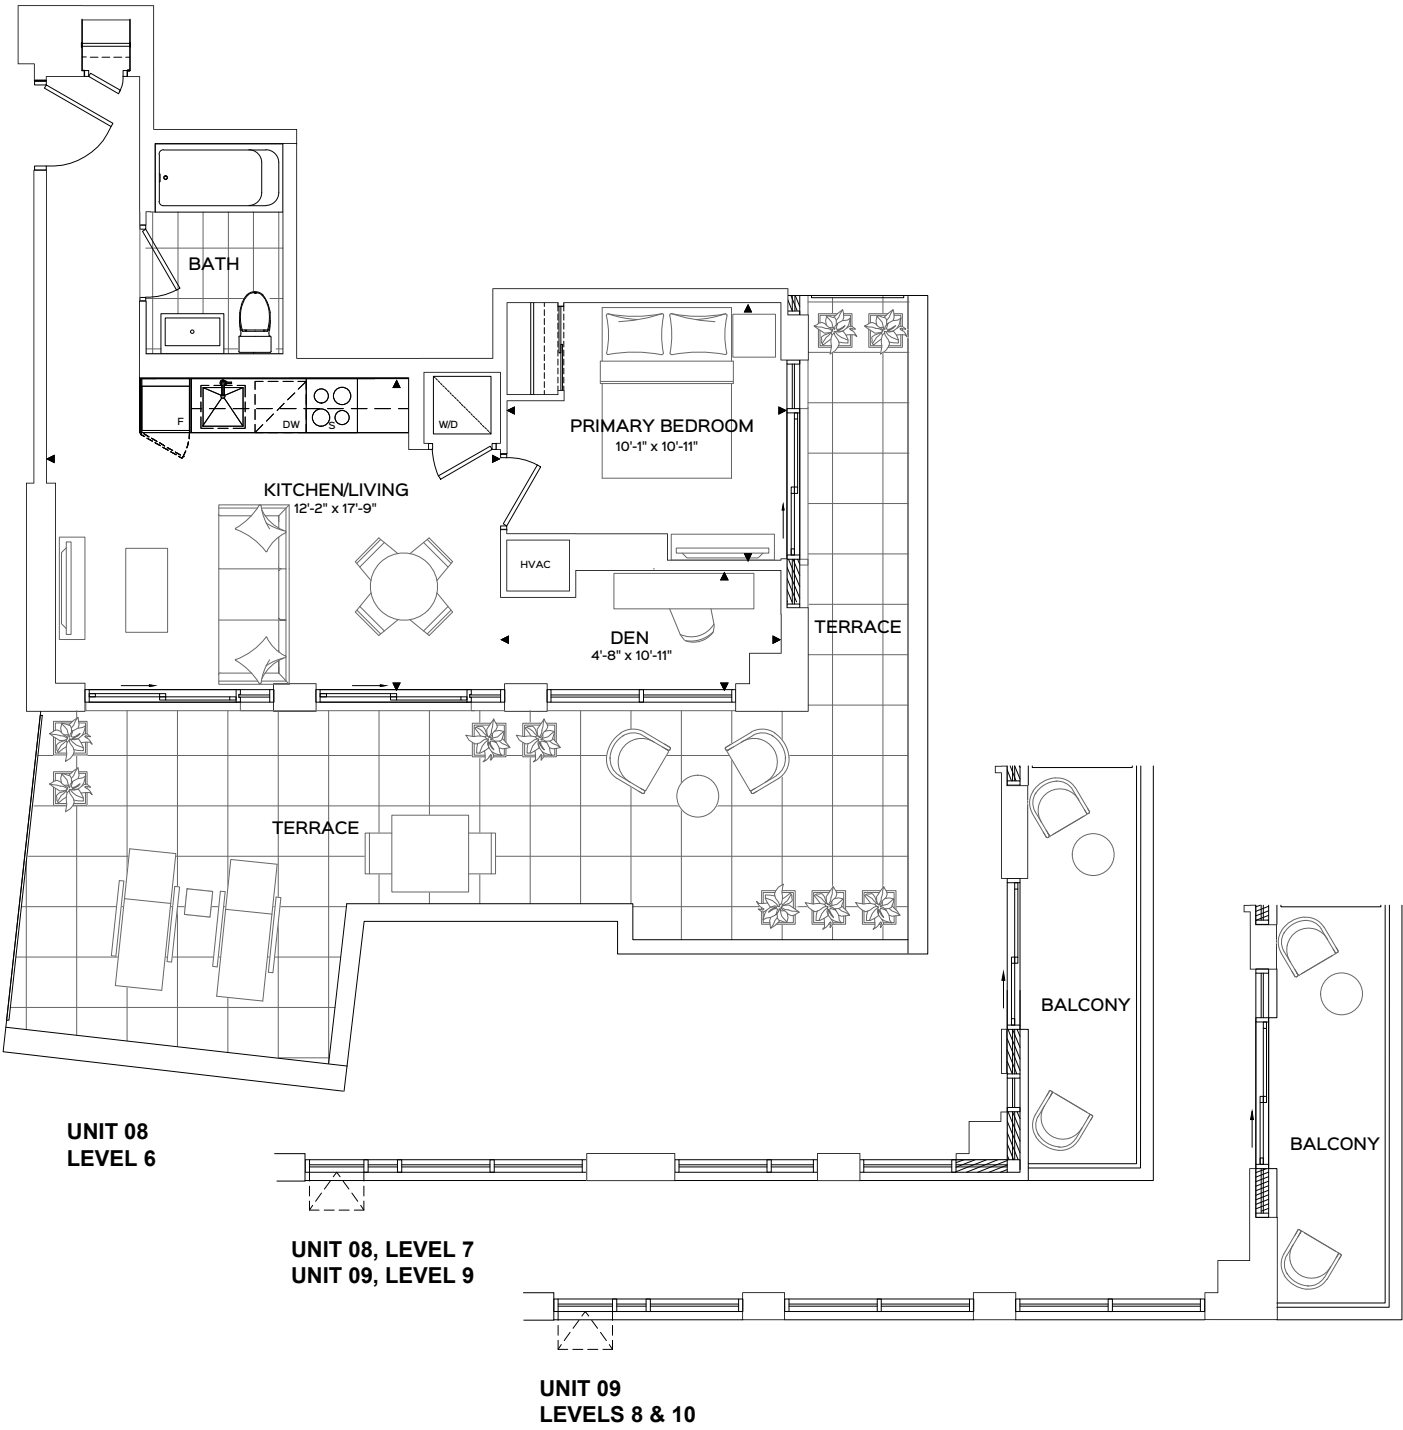 BATH
F
DW
S
W/D
PRIMARY BEDROOM
10'-1" x 10'-11"
KITCHEN/LIVING
12'-2" x 17'-9"
HVAC
DEN
4'-8" x 10'-11"
TERRACE
TERRACE
BALCONY
BALCONY
UNIT 08
LEVEL 6
UNIT 08, LEVEL 7
UNIT 09, LEVEL 9
UNIT 09
LEVELS 8 & 10